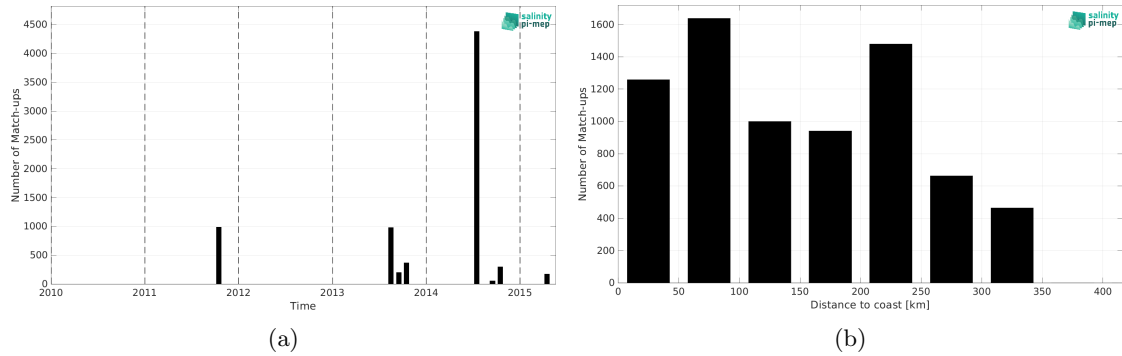 4500
4000
3500
3000
2500
2000
1500
1000
500
0
Number of Match-ups
2010 2011 2012 2013 2014 2015
Time
salinity
pi-mep
(a)
1600
1400
1200
1000
800
600
400
200
0
Number of Match-ups
0 50 100 150 200 250 300 350 400
Distance to coast [km]
salinity
pi-mep
(b)